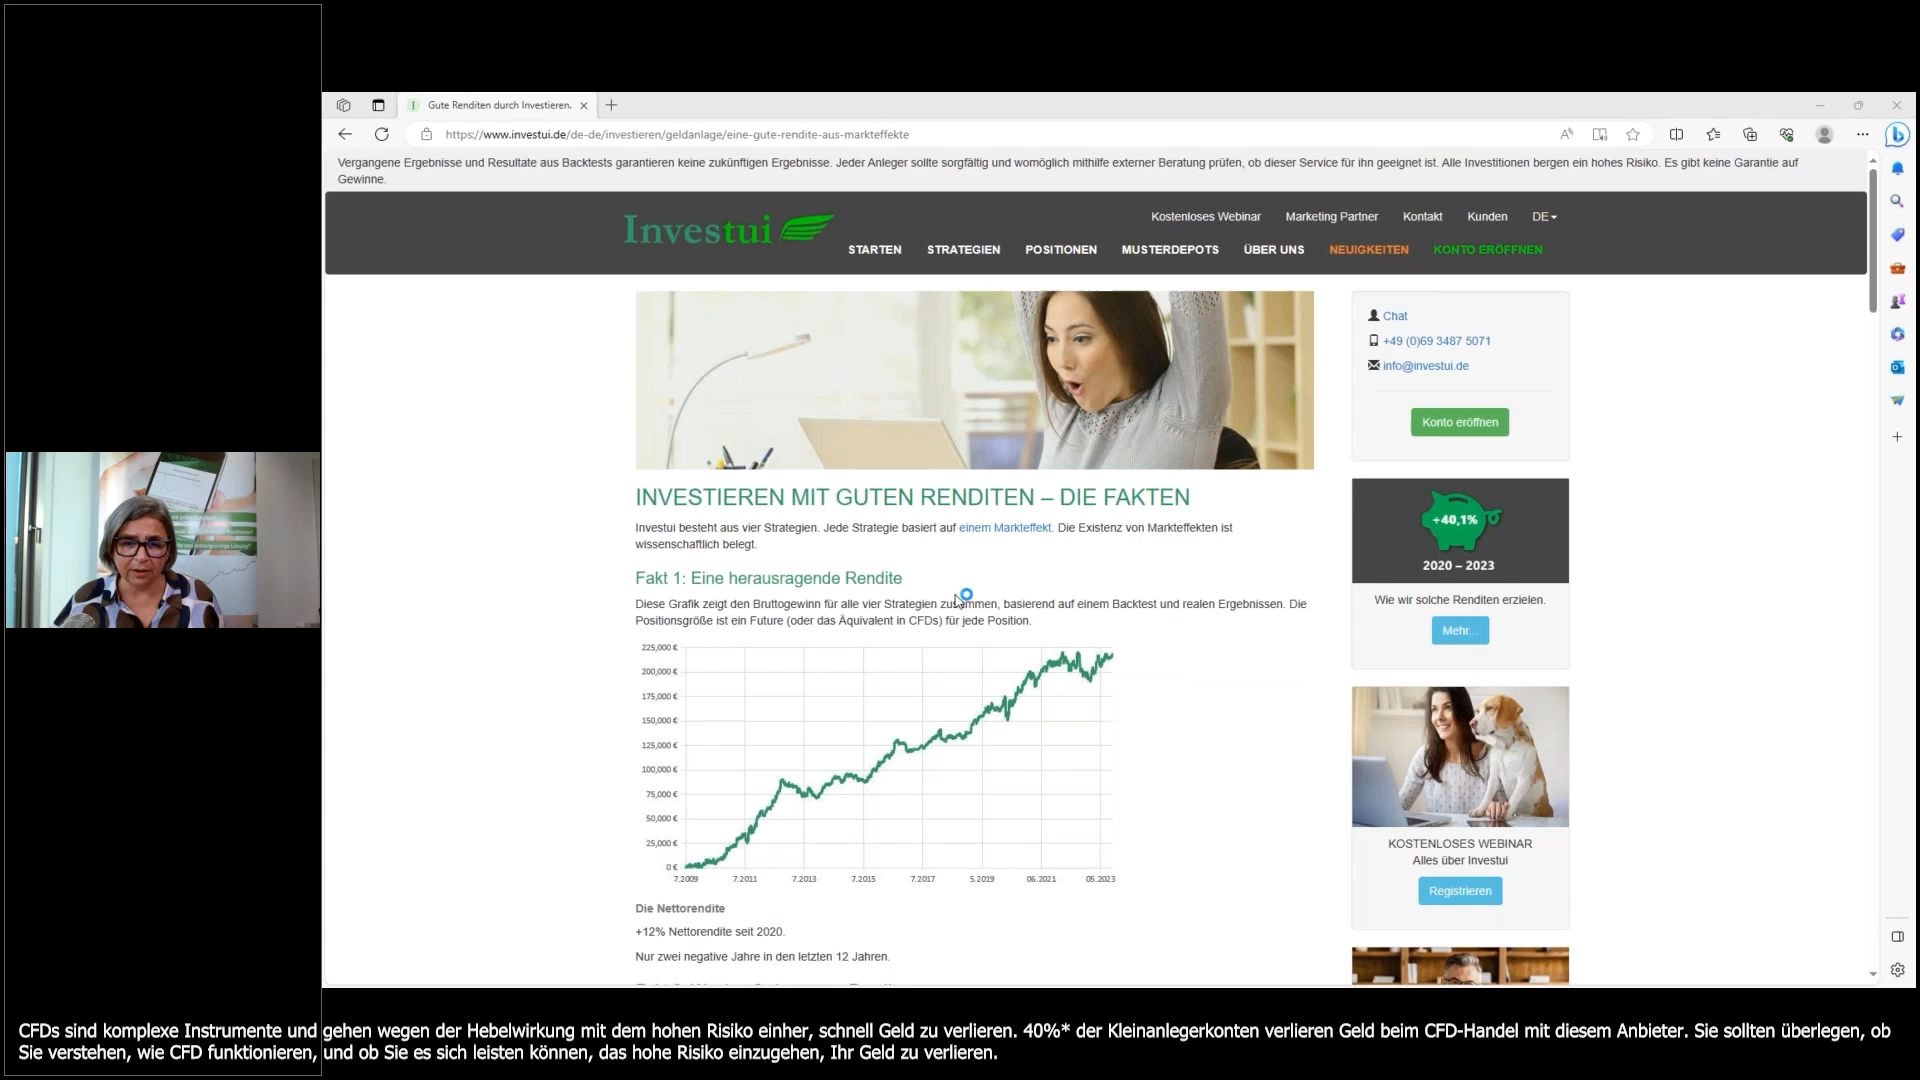 Gute Renditen durch Investieren.
https://www.investui.de/de-de/investieren/geldanlage/eine-gute-rendite-aus-markteffekte
Vergangene Ergebnisse und Resultate aus Backtests garantieren keine zukünftigen Ergebnisse. Jeder Anleger sollte sorgfältig und womöglich mithilfe externer Beratung prüfen, ob dieser Service für ihn geeignet ist. Alle Investitionen bergen ein hohes Risiko. Es gibt keine Garantie auf
Gewinne.
Kostenloses Webinar Marketing Partner Kontakt Kunden DE
Investui
STARTEN STRATEGIEN POSITIONEN MUSTERDEPOTS ÜBER UNS NEUIGKEITEN KONTO ERÖFFNEN
INVESTIEREN MIT GUTEN RENDITEN – DIE FAKTEN
Investui besteht aus vier Strategien. Jede Strategie basiert auf einem Markteffekt. Die Existenz von Markteffekten ist
wissenschaftlich belegt.
Fakt 1: Eine herausragende Rendite
Diese Grafik zeigt den Bruttogewinn für alle vier Strategien zusammen, basierend auf einem Backtest und realen Ergebnissen. Die
Positionsgröße ist ein Future (oder das Äquivalent in CFDs) für jede Position.
225,000 €
200,000 €
175,000 €
150,000 €
125,000 €
100,000 €
75,000 €
50,000 €
25,000 €
0 €
7.2009 7.2011 7.2013 7.2015 7.2017 5.2019 06.2021 05.2023
Die Nettorendite
+12% Nettorendite seit 2020.
Nur zwei negative Jahre in den letzten 12 Jahren.
Chat
+49 (0)69 3487 5071
info@investui.de
Konto eröffnen
+40,1%
2020 – 2023
Wie wir solche Renditen erzielen.
Mehr...
KOSTENLOSES WEBINAR
Alles über Investui
Registrieren
CFDs sind komplexe Instrumente und gehen wegen der Hebelwirkung mit dem hohen Risiko einher, schnell Geld zu verlieren. 40%* der Kleinanlegerkonten verlieren Geld beim CFD-Handel mit diesem Anbieter. Sie sollten überlegen, ob
Sie verstehen, wie CFD funktionieren, und ob Sie es sich leisten können, das hohe Risiko einzugehen, Ihr Geld zu verlieren.